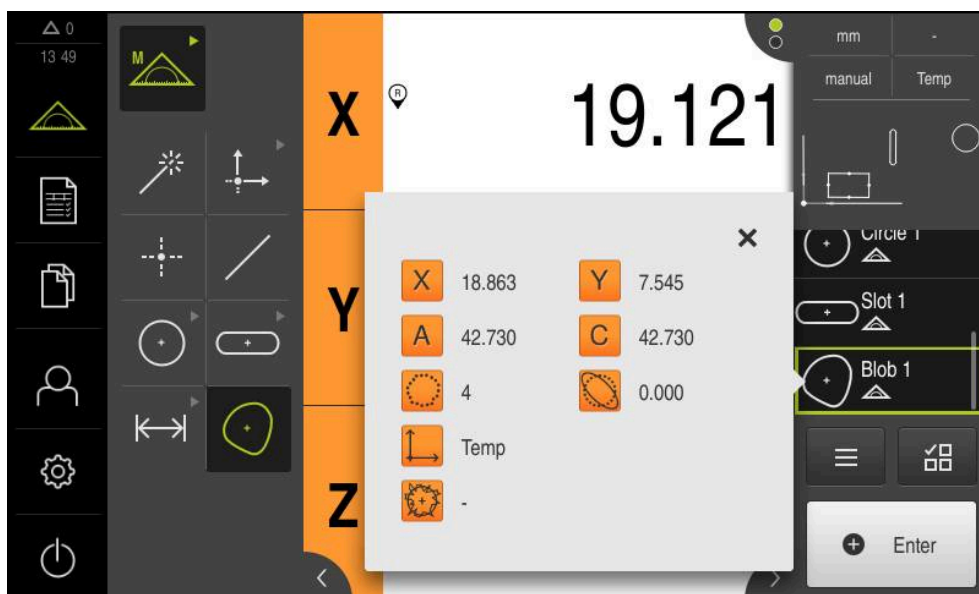 0
13 49
M
X
R
19.121
Y
Z
mm
-
manual
Temp
Circle 1
Slot 1
Blob 1
X 18.863
Y 7.545
A 42.730
C 42.730
4
0.000
Temp
-
Enter